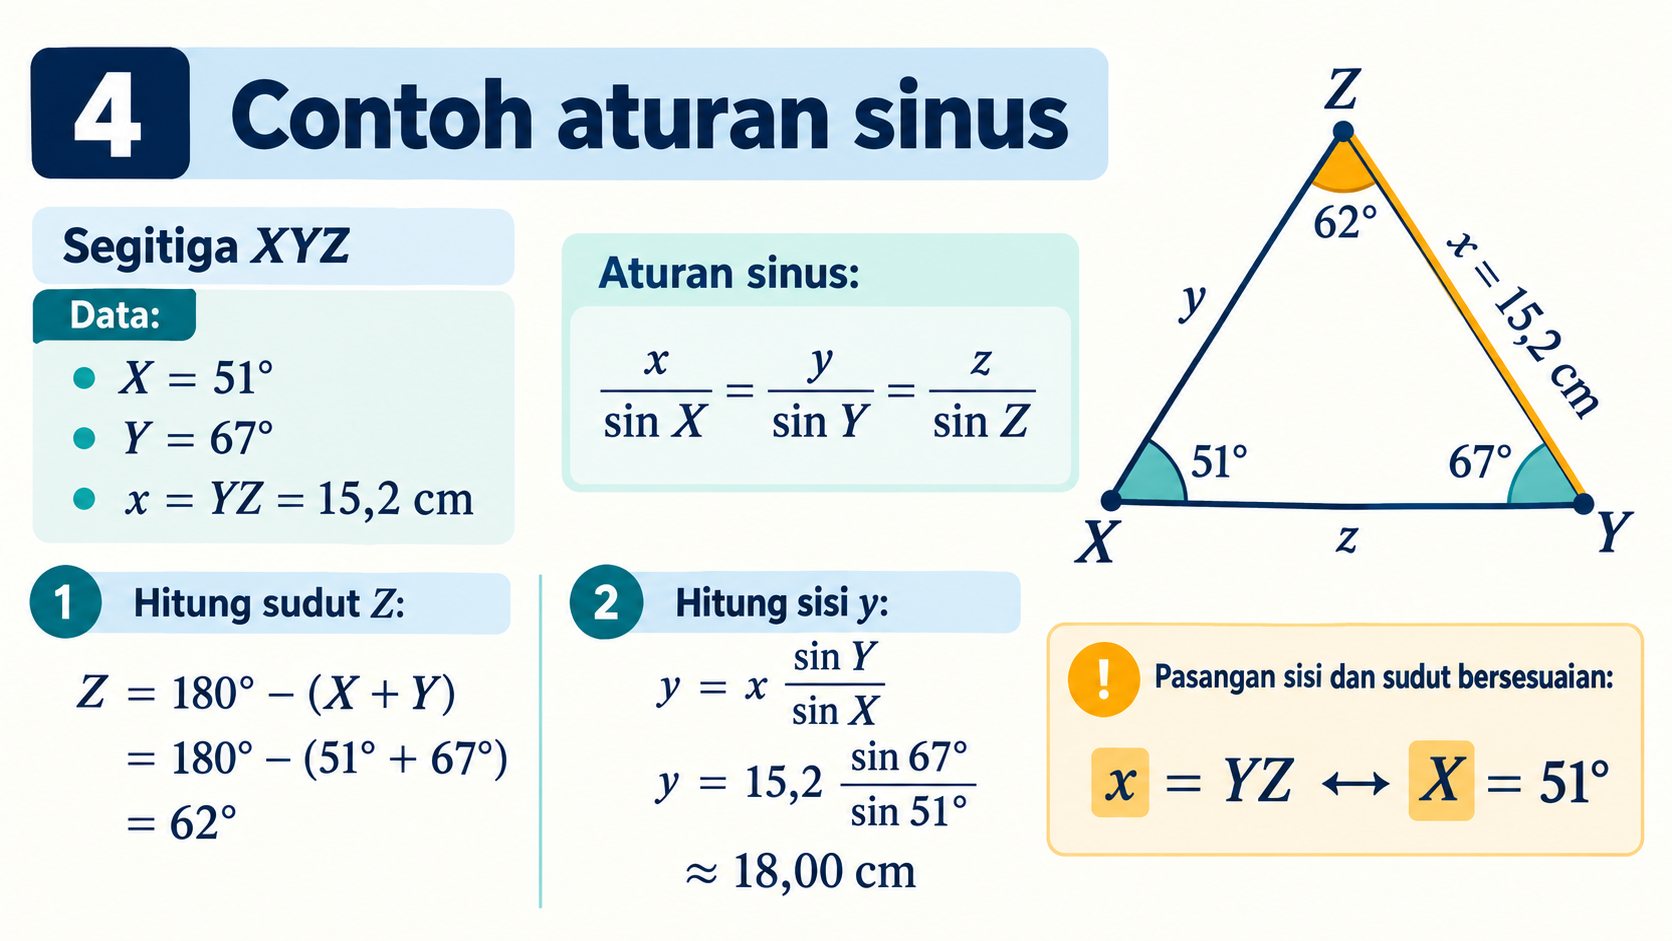 4 Contoh aturan sinus
Segitiga XYZ
Data:
X = 51°
Y = 67°
x = YZ = 15,2 cm
Aturan sinus:
x / sin X = y / sin Y = z / sin Z
Z
62°
y
x = 15,2 cm
51°
67°
X
z
Y
1 Hitung sudut Z:
Z = 180° − (X + Y)
= 180° − (51° + 67°)
= 62°
2 Hitung sisi y:
y = x sin Y / sin X
y = 15,2 sin 67° / sin 51°
≈ 18,00 cm
! Pasangan sisi dan sudut bersesuaian:
x = YZ ↔ X = 51°